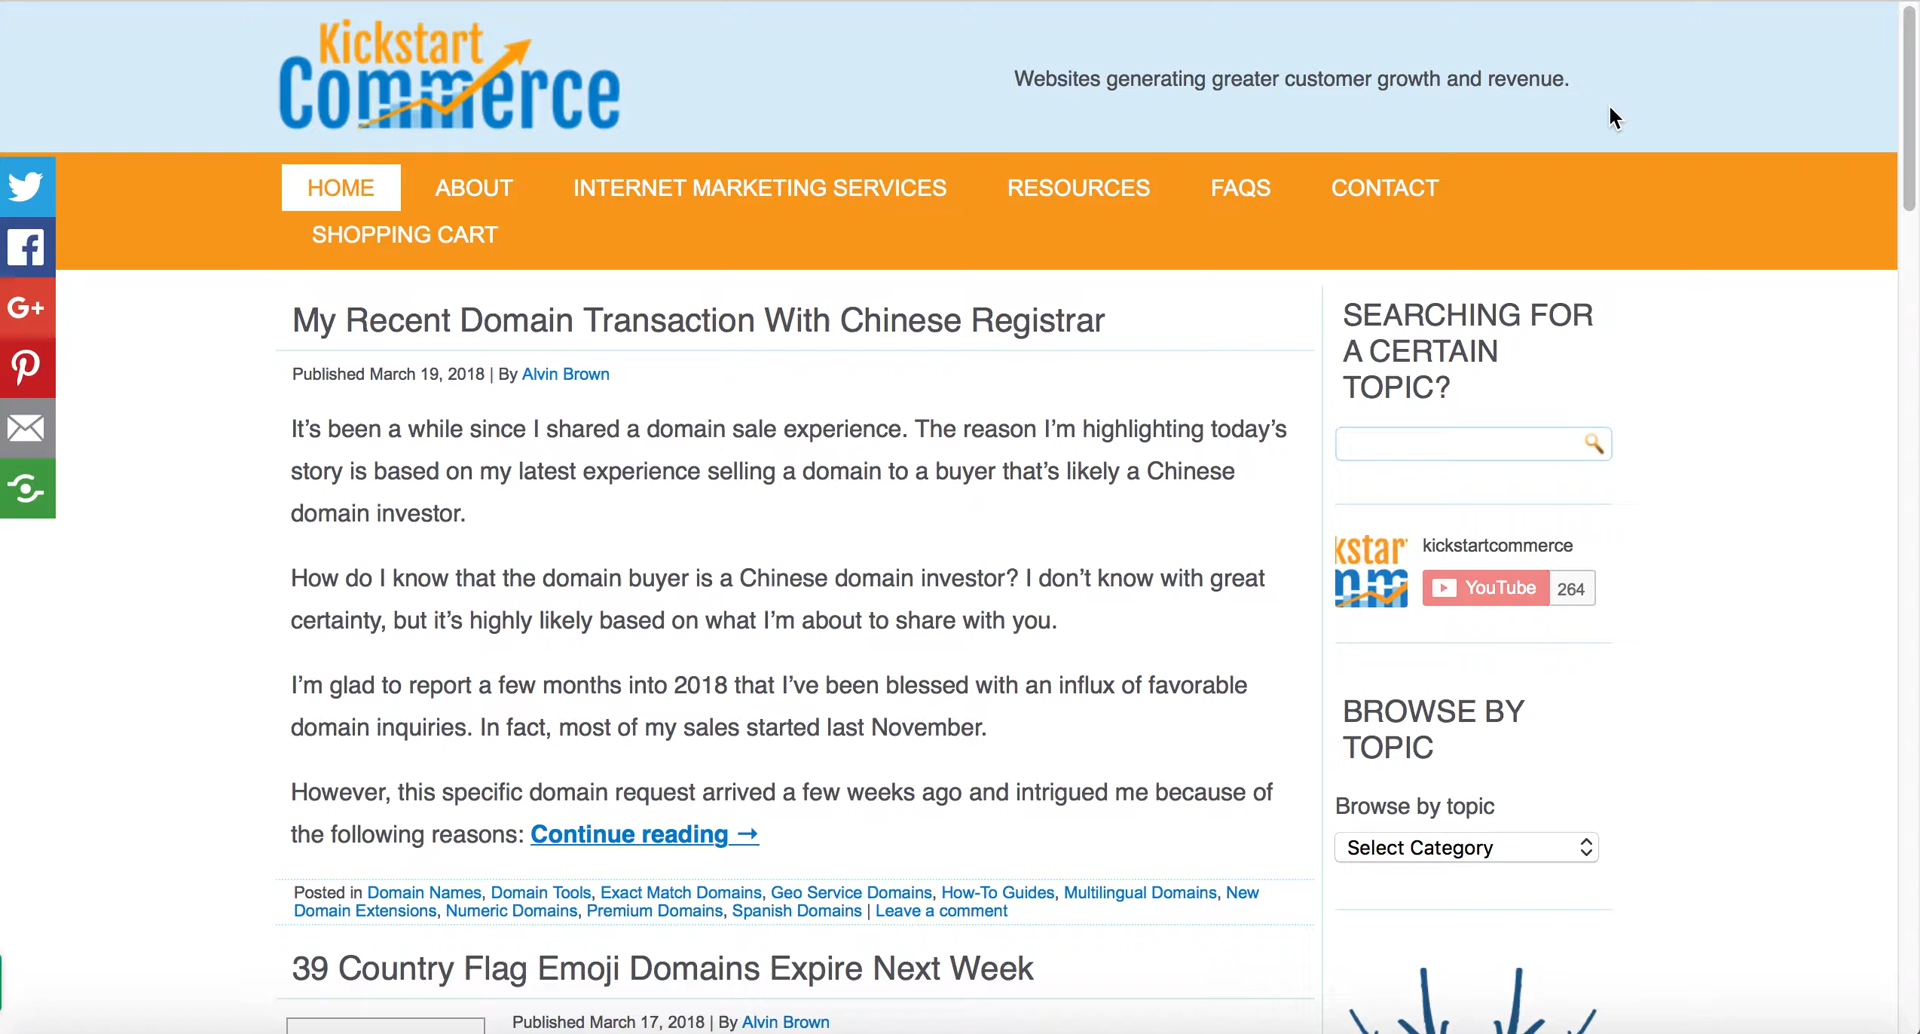 Kickstart
Commerce
Websites generating greater customer growth and revenue.
HOME ABOUT INTERNET MARKETING SERVICES RESOURCES FAQS CONTACT
SHOPPING CART
G+
My Recent Domain Transaction With Chinese Registrar
Published March 19, 2018 | By Alvin Brown
It’s been a while since I shared a domain sale experience. The reason I’m highlighting today’s
story is based on my latest experience selling a domain to a buyer that’s likely a Chinese
domain investor.
How do I know that the domain buyer is a Chinese domain investor? I don’t know with great
certainty, but it’s highly likely based on what I’m about to share with you.
I’m glad to report a few months into 2018 that I’ve been blessed with an influx of favorable
domain inquiries. In fact, most of my sales started last November.
However, this specific domain request arrived a few weeks ago and intrigued me because of
the following reasons: Continue reading →
Posted in Domain Names, Domain Tools, Exact Match Domains, Geo Service Domains, How-To Guides, Multilingual Domains, New
Domain Extensions, Numeric Domains, Premium Domains, Spanish Domains | Leave a comment
39 Country Flag Emoji Domains Expire Next Week
Published March 17, 2018 | By Alvin Brown
SEARCHING FOR
A CERTAIN
TOPIC?
kickstartcommerce
YouTube 264
BROWSE BY
TOPIC
Browse by topic
Select Category